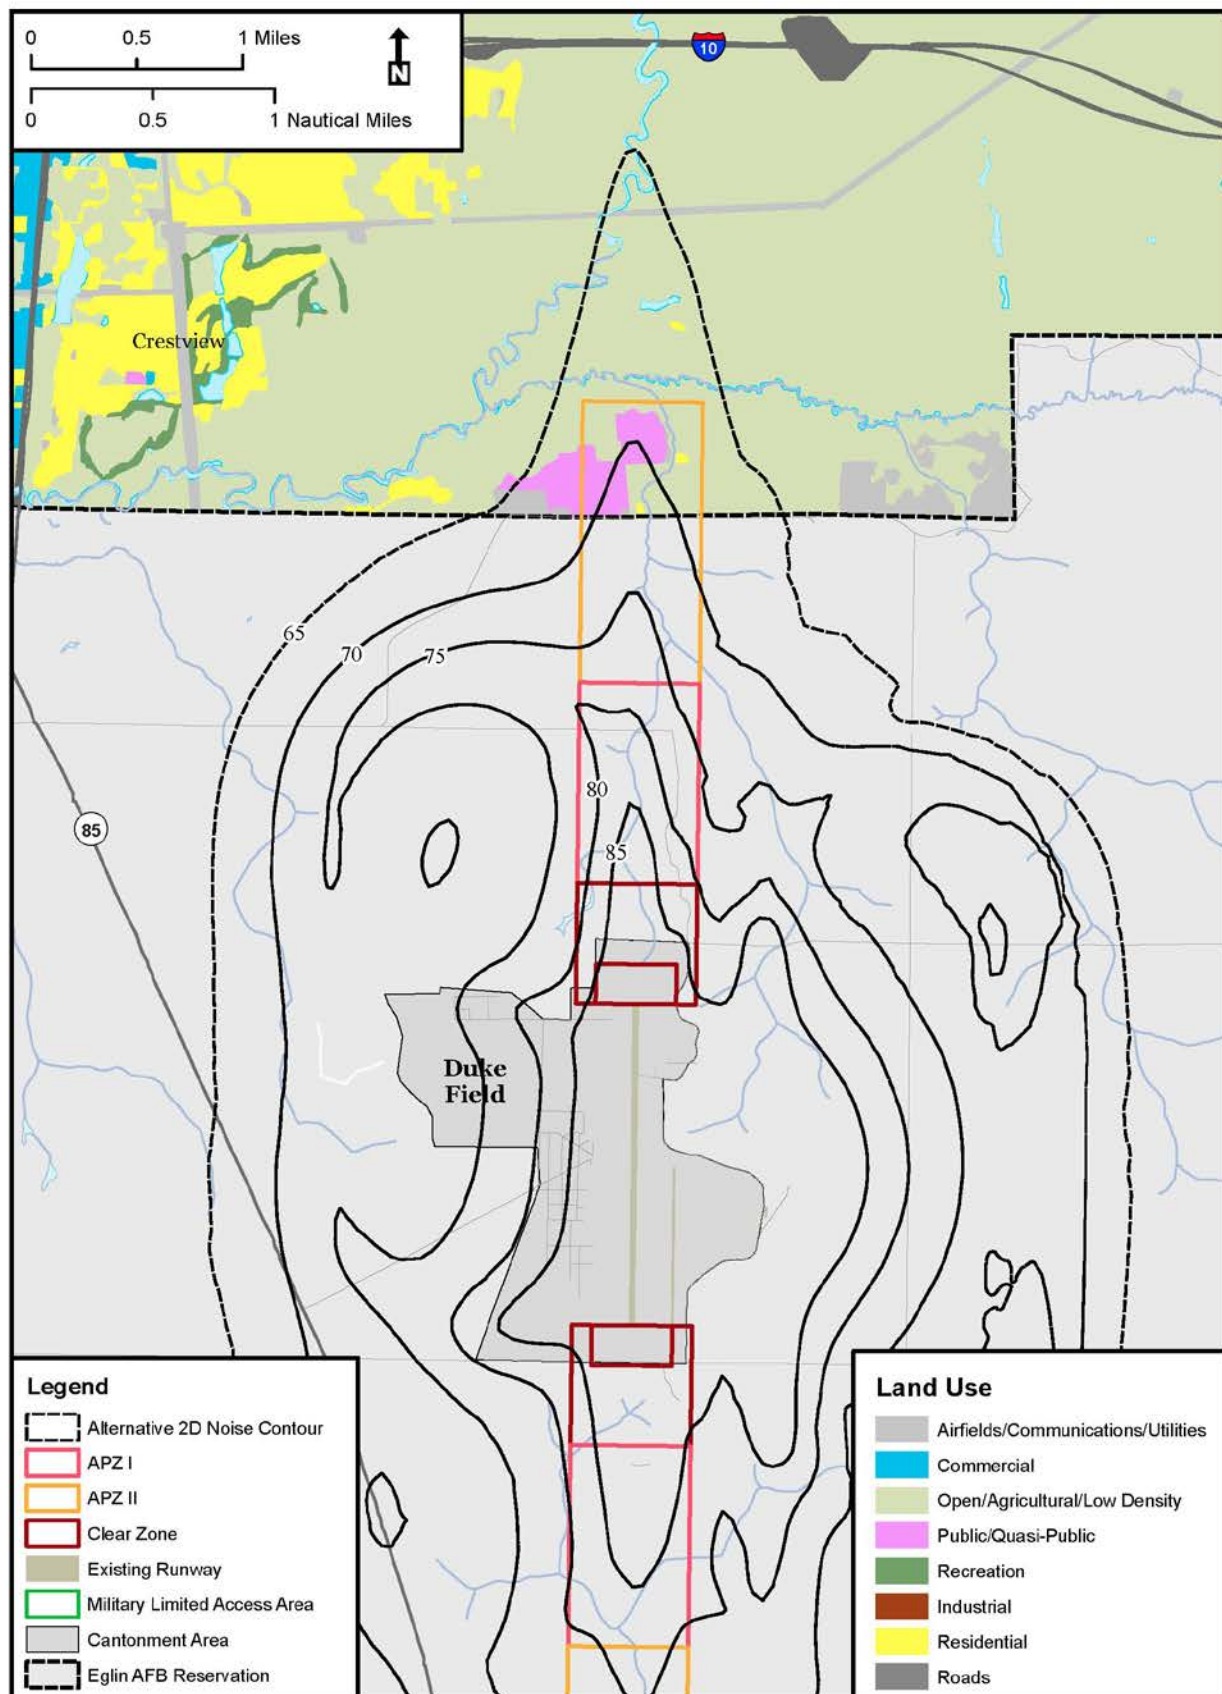 0 0.5 1 Miles
N
0 0.5 1 Nautical Miles
10
Crestview
65
70
75
80
85
85
Duke
Field
Legend
Alternative 2D Noise Contour
APZ I
APZ II
Clear Zone
Existing Runway
Military Limited Access Area
Cantonment Area
Eglin AFB Reservation
Land Use
Airfields/Communications/Utilities
Commercial
Open/Agricultural/Low Density
Public/Quasi-Public
Recreation
Industrial
Residential
Roads